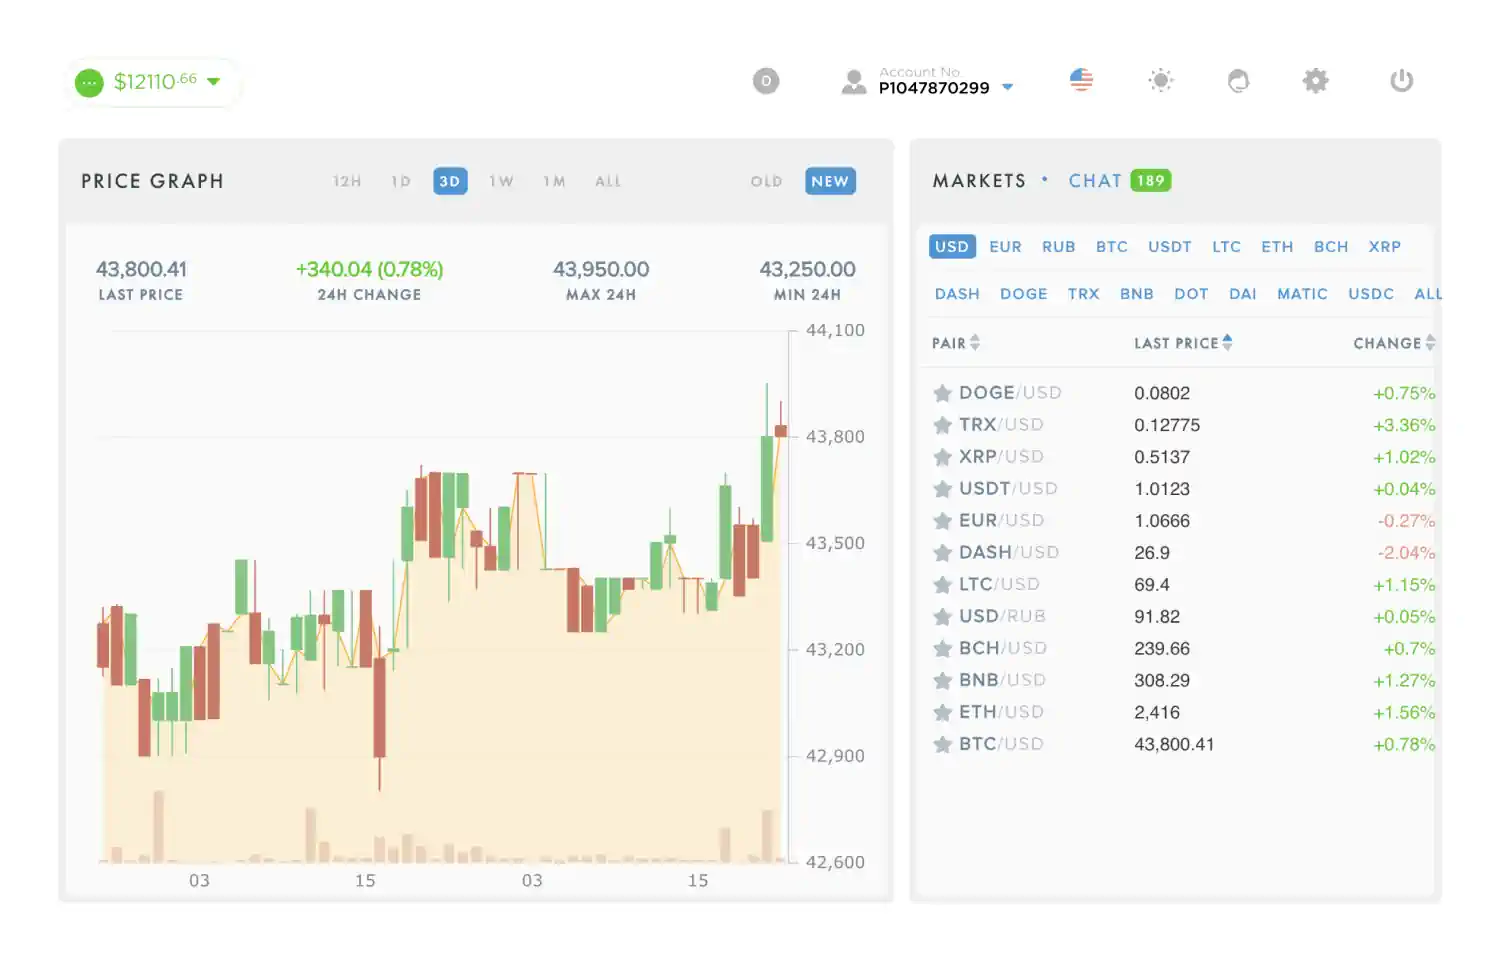 $12110.66
D
Account No.
P1047870299
PRICE GRAPH 12H 1D 3D 1W 1M ALL OLD NEW
43,800.41 +340.04 (0.78%) 43,950.00 43,250.00
LAST PRICE 24H CHANGE MAX 24H MIN 24H
44,100
43,800
43,500
43,200
42,900
42,600
03 15 03 15
MARKETS • CHAT 189
USD EUR RUB BTC USDT LTC ETH BCH XRP
DASH DOGE TRX BNB DOT DAI MATIC USDC ALL
PAIR LAST PRICE CHANGE
DOGE/USD 0.0802 +0.75%
TRX/USD 0.12775 +3.36%
XRP/USD 0.5137 +1.02%
USDT/USD 1.0123 +0.04%
EUR/USD 1.0666 -0.27%
DASH/USD 26.9 -2.04%
LTC/USD 69.4 +1.15%
USD/RUB 91.82 +0.05%
BCH/USD 239.66 +0.7%
BNB/USD 308.29 +1.27%
ETH/USD 2,416 +1.56%
BTC/USD 43,800.41 +0.78%